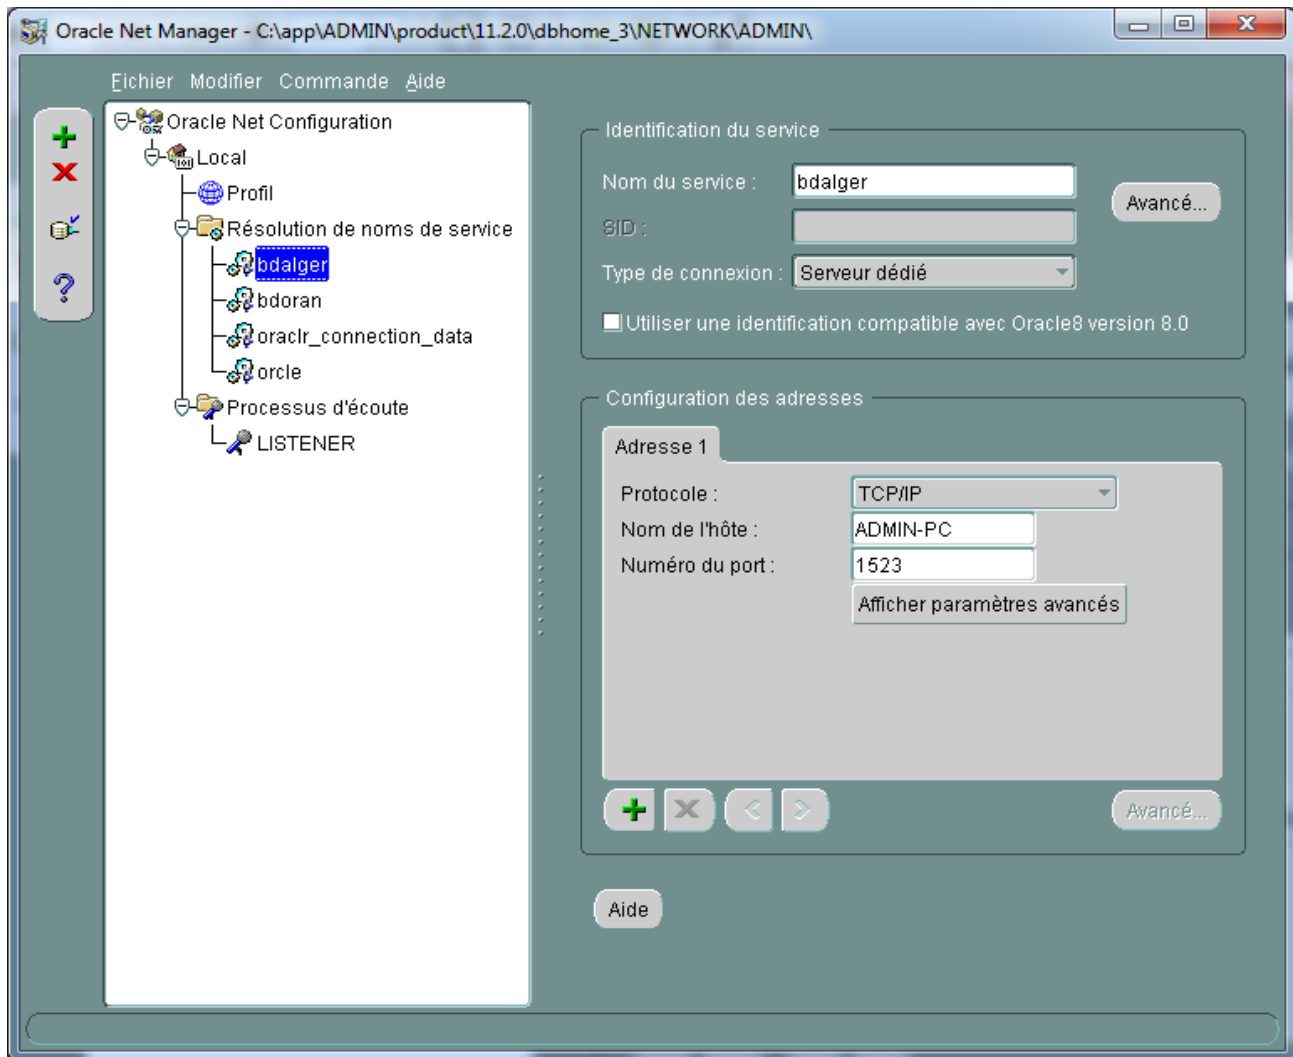 Oracle Net Manager - C:\app\ADMIN\product\11.2.0\dbhome_3\NETWORK\ADMIN\
Fichier Modifier Commande Aide
Oracle Net Configuration
Local
Profil
Résolution de noms de service
bdalger
bdoran
oraclr_connection_data
orcle
Processus d'écoute
LISTENER
Identification du service
Nom du service : bdalger
Avancé...
SID :
Type de connexion : Serveur dédié
Utiliser une identification compatible avec Oracle8 version 8.0
Configuration des adresses
Adresse 1
Protocole : TCP/IP
Nom de l'hôte : ADMIN-PC
Numéro du port : 1523
Afficher paramètres avancés
Avancé...
Aide